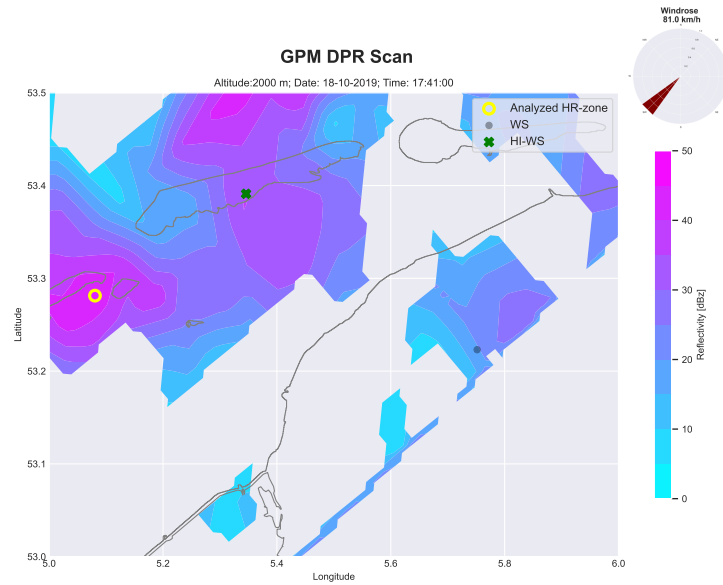 Windrose
81.0 km/h
GPM DPR Scan
Altitude:2000 m; Date: 18-10-2019; Time: 17:41:00
Analyzed HR-zone
WS
HI-WS
53.5
53.4
53.3
53.2
53.1
53.0
Latitude
5.0
5.2
5.4
5.6
5.8
6.0
Longitude
50
40
30
20
10
0
Reflectivity [dBz]